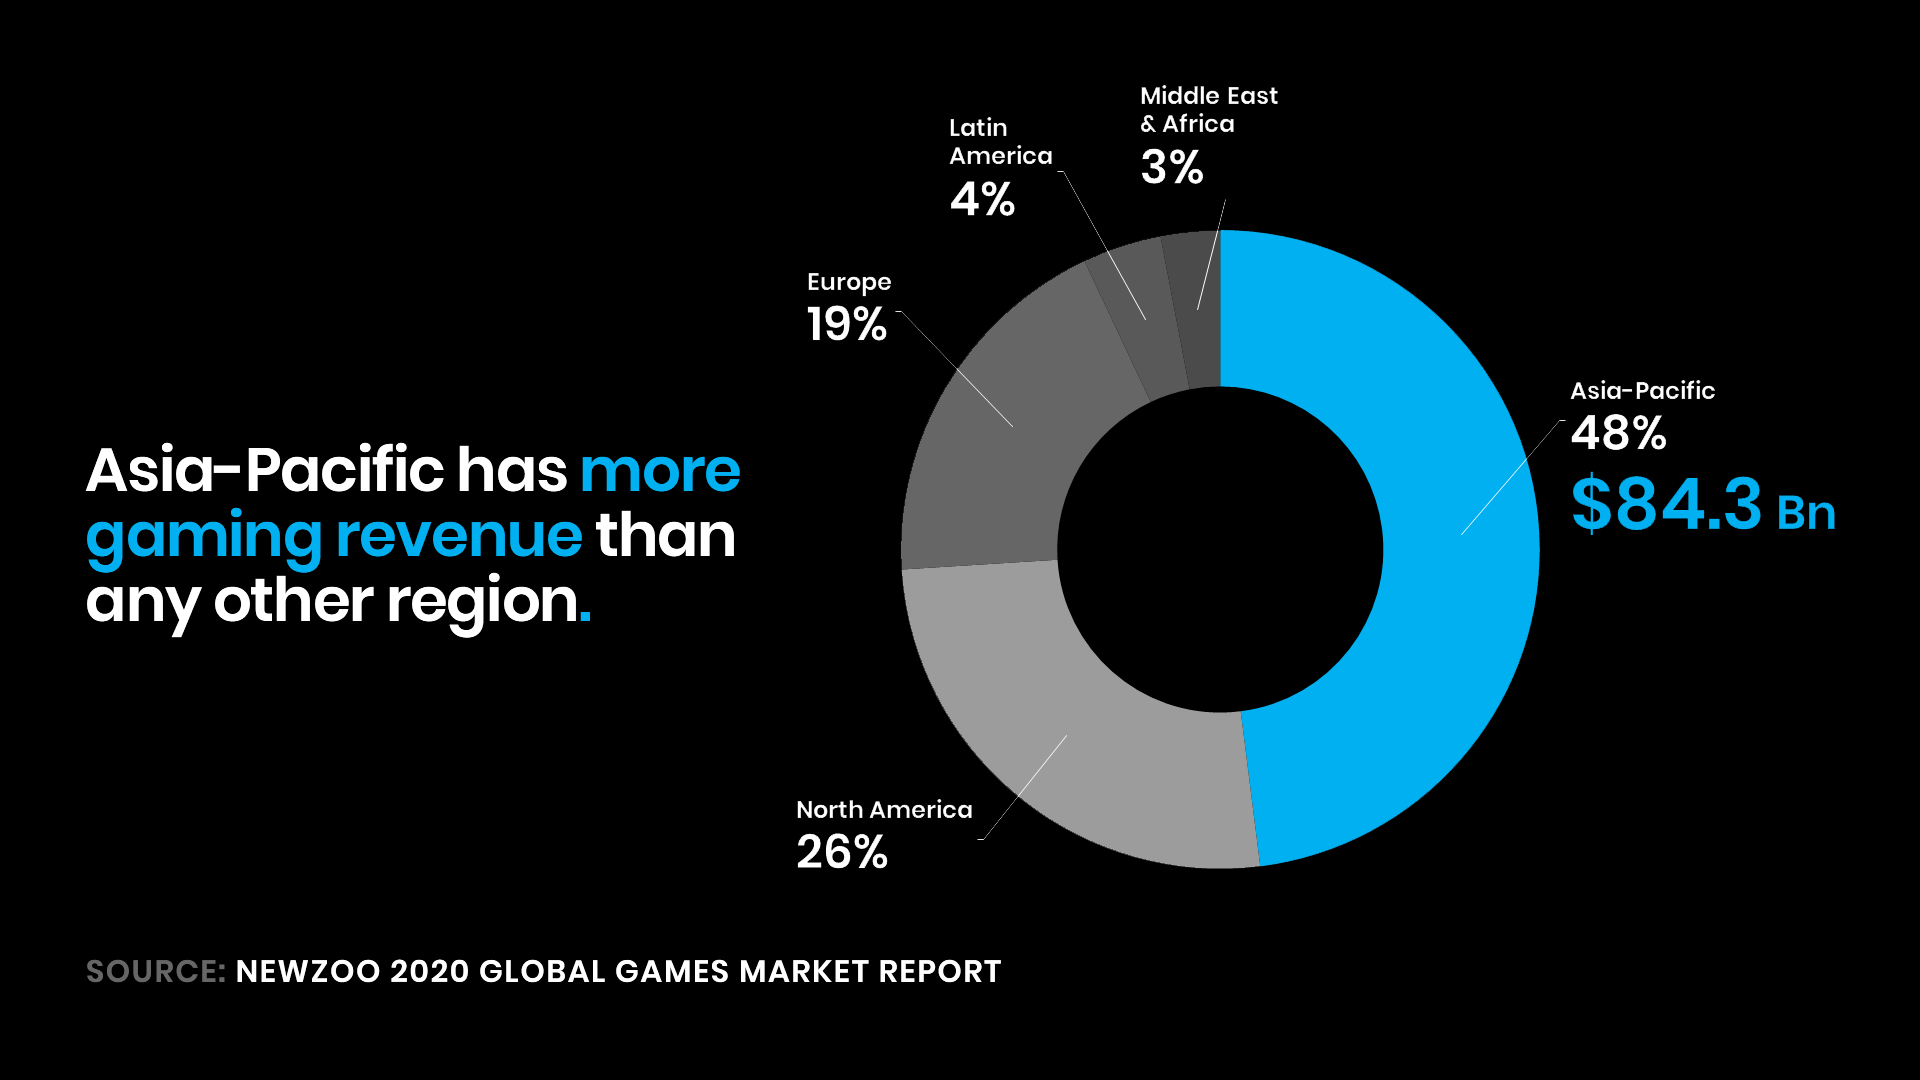 Asia-Pacific has more
gaming revenue than
any other region.
Middle East
& Africa
3%
Latin
America
4%
Europe
19%
Asia-Pacific
48%
$84.3 Bn
North America
26%
SOURCE: NEWZOO 2020 GLOBAL GAMES MARKET REPORT